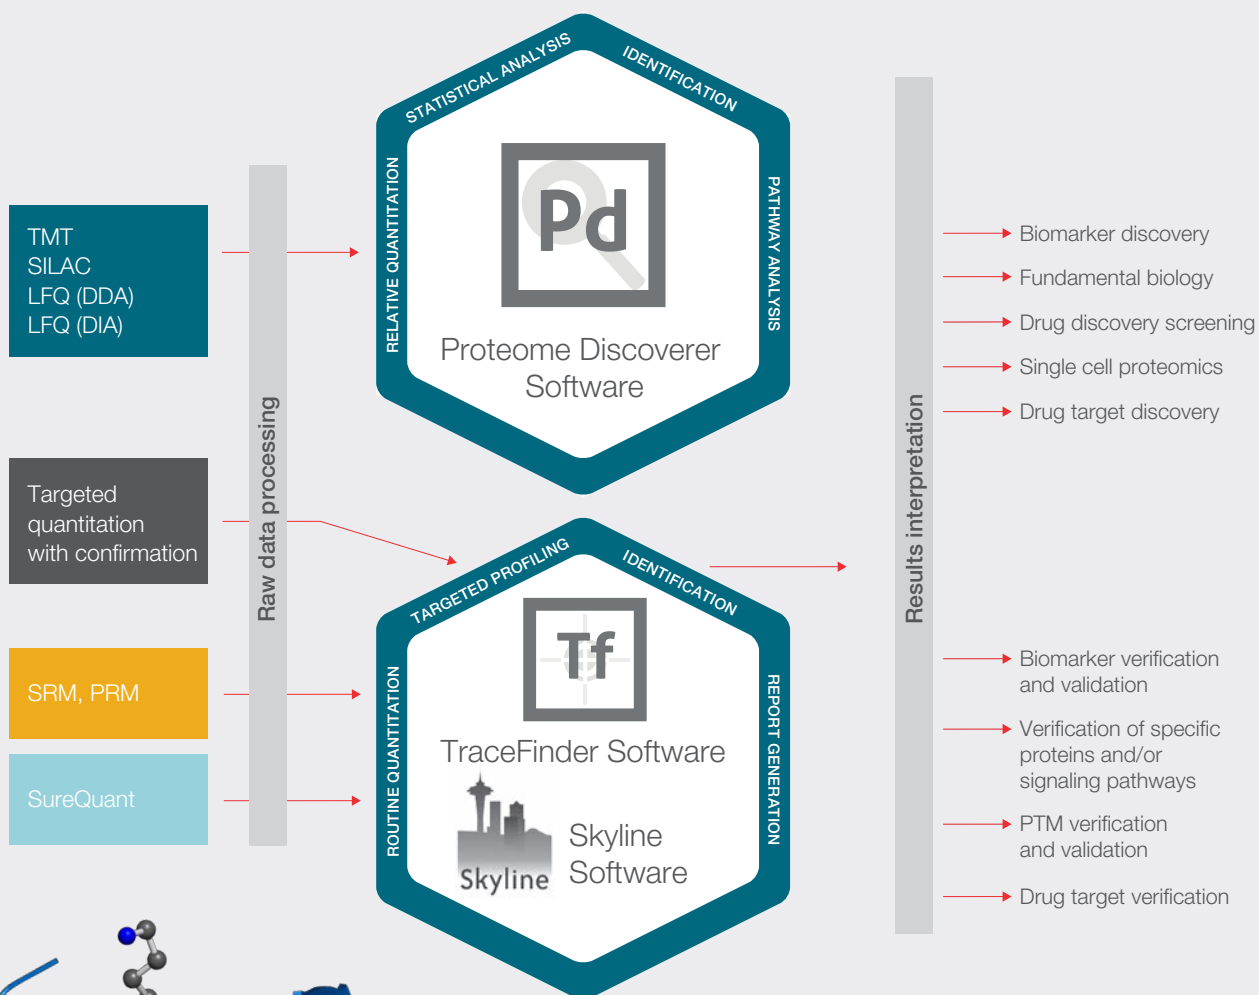 TMT
SILAC
LFQ (DDA)
LFQ (DIA)
Targeted
quantitation
with confirmation
SRM, PRM
SureQuant
Raw data processing
RELATIVE QUANTITATION
STATISTICAL ANALYSIS
IDENTIFICATION
PATHWAY ANALYSIS
Pd
Proteome Discoverer
Software
ROUTINE QUANTITATION
TARGETED PROFILING
IDENTIFICATION
REPORT GENERATION
Tf
TraceFinder Software
Skyline
Skyline
Software
Results interpretation
Biomarker discovery
Fundamental biology
Drug discovery screening
Single cell proteomics
Drug target discovery
Biomarker verification
and validation
Verification of specific
proteins and/or
signaling pathways
PTM verification
and validation
Drug target verification